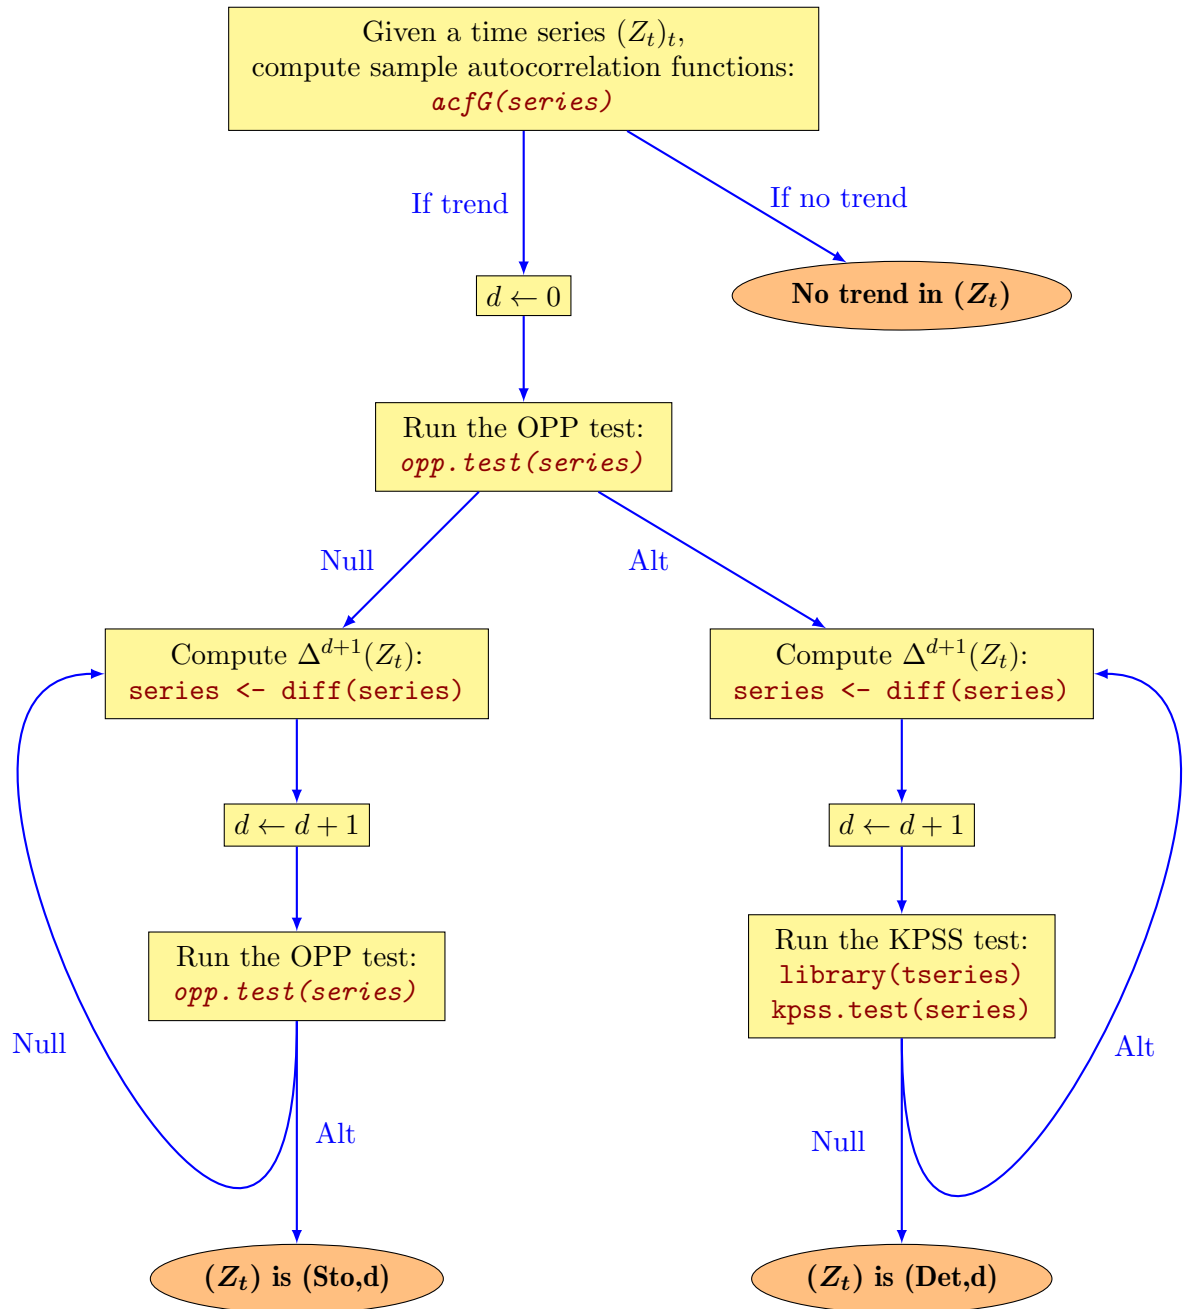 Given a time series (Z_t)_t,
compute sample autocorrelation functions:
acfG(series)
If trend
If no trend
d ← 0
No trend in (Z_t)
Run the OPP test:
opp.test(series)
Null
Alt
Compute Δ^{d+1}(Z_t):
series <- diff(series)
Compute Δ^{d+1}(Z_t):
series <- diff(series)
d ← d + 1
d ← d + 1
Run the OPP test:
opp.test(series)
Run the KPSS test:
library(tseries)
kpss.test(series)
Null
Alt
Alt
Null
(Z_t) is (Sto,d)
(Z_t) is (Det,d)